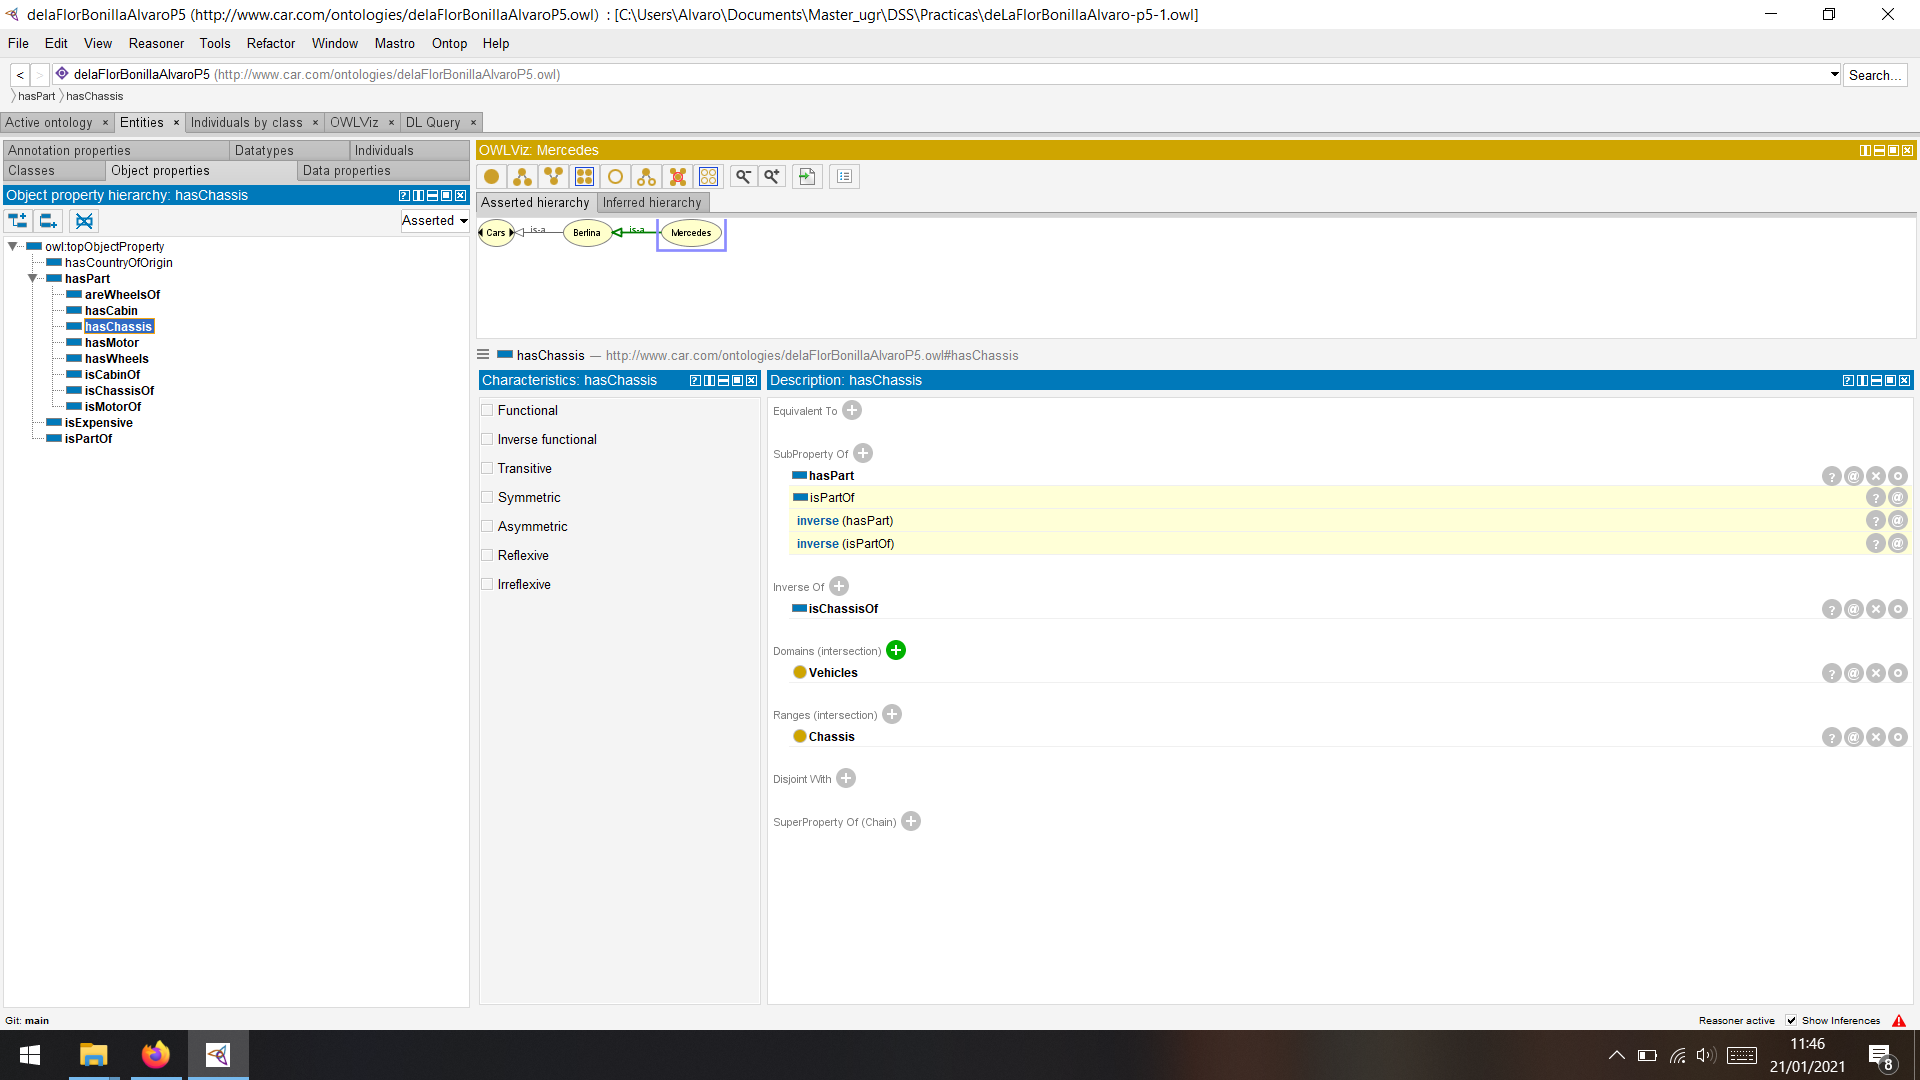 delaFlorBonillaAlvaroP5 (http://www.car.com/ontologies/delaFlorBonillaAlvaroP5.owl) : [C:\Users\Alvaro\Documents\Master_ugr\DSS\Practicas\deLaFlorBonillaAlvaro-p5-1.owl]
File Edit View Reasoner Tools Refactor Window Mastro Ontop Help
< > delaFlorBonillaAlvaroP5 (http://www.car.com/ontologies/delaFlorBonillaAlvaroP5.owl) Search...
hasPart hasChassis
Active ontology × Entities × Individuals by class × OWLViz × DL Query ×
Annotation properties Datatypes Individuals
Classes Object properties Data properties
Object property hierarchy: hasChassis
Asserted
owl:topObjectProperty
hasCountryOfOrigin
hasPart
areWheelsOf
hasCabin
hasChassis
hasMotor
hasWheels
isCabinOf
isChassisOf
isMotorOf
isExpensive
isPartOf
OWLViz: Mercedes
Asserted hierarchy Inferred hierarchy
Cars is-a Berlina is-a Mercedes
hasChassis — http://www.car.com/ontologies/delaFlorBonillaAlvaroP5.owl#hasChassis
Characteristics: hasChassis
Functional
Inverse functional
Transitive
Symmetric
Asymmetric
Reflexive
Irreflexive
Description: hasChassis
Equivalent To
SubProperty Of
hasPart
isPartOf
inverse (hasPart)
inverse (isPartOf)
Inverse Of
isChassisOf
Domains (intersection)
Vehicles
Ranges (intersection)
Chassis
Disjoint With
SuperProperty Of (Chain)
Git: main
Reasoner active Show Inferences
11:46
21/01/2021
8